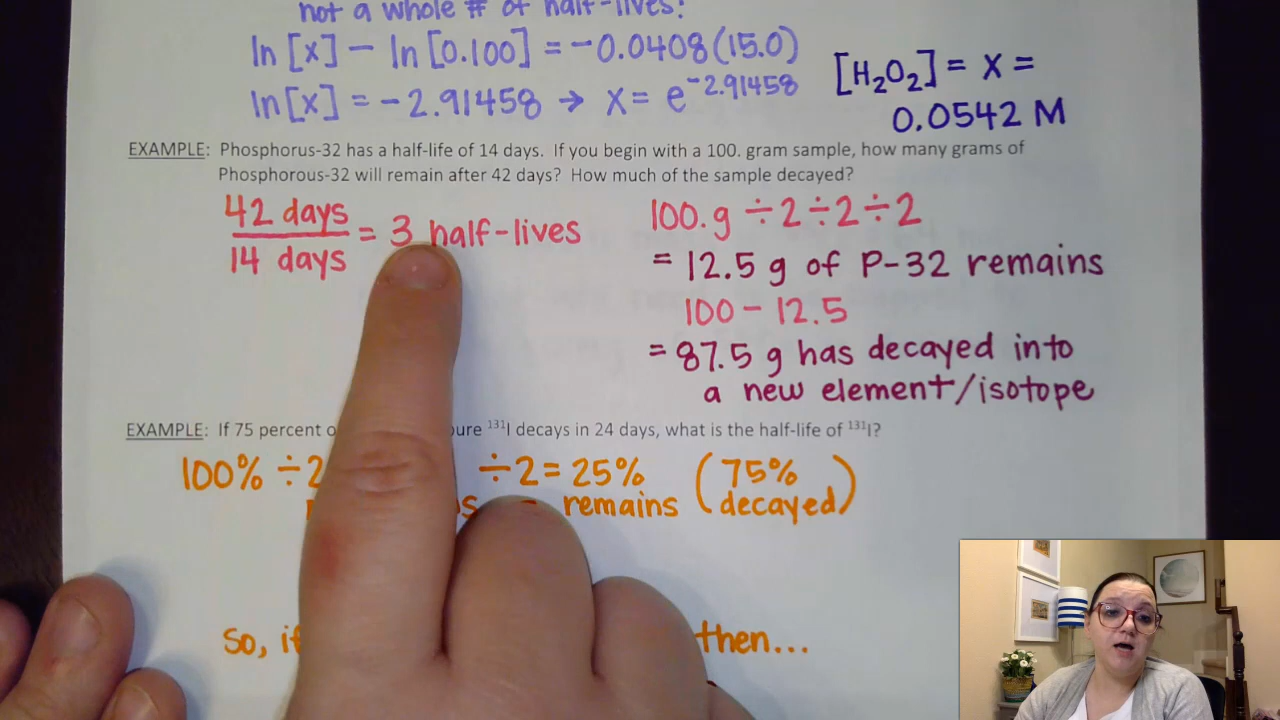 not a whole # of half-lives?
ln [x] − ln [0.100] = −0.0408 (15.0)
ln [x] = −2.91458 → x = e^-2.91458
[H₂O₂] = x =
0.0542 M
EXAMPLE: Phosphorus-32 has a half-life of 14 days. If you begin with a 100. gram sample, how many grams of
Phosphorous-32 will remain after 42 days? How much of the sample decayed?
42 days
14 days
= 3 half-lives
100. g ÷2 ÷2 ÷2
= 12.5 g of P-32 remains
100 − 12.5
= 87.5 g has decayed into
a new element/isotope
EXAMPLE: If 75 percent ¹³¹I decays in 24 days, what is the half-life of ¹³¹I?
100% ÷2 ÷2 = 25% (75%
remains decayed)
So, then...